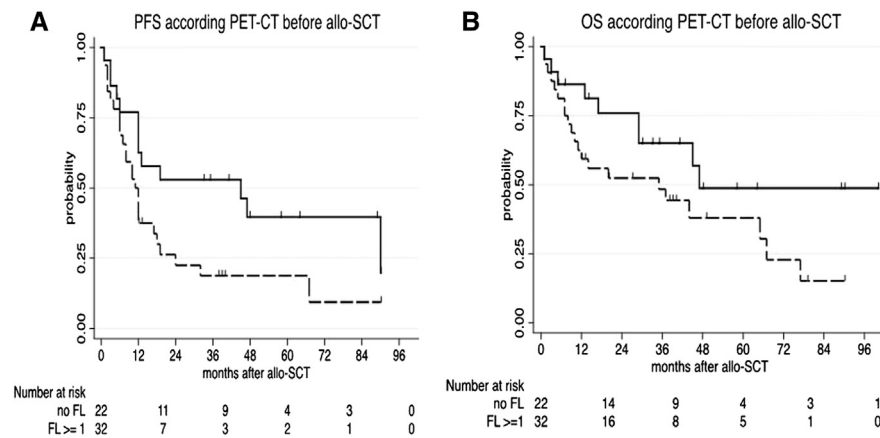 A
PFS according PET-CT before allo-SCT
probability
1.00
0.75
0.50
0.25
0.00
0 12 24 36 48 60 72 84 96
months after allo-SCT
Number at risk
no FL 22 11 9 4 3 0
FL >= 1 32 7 3 2 1 0
B
OS according PET-CT before allo-SCT
probability
1.00
0.75
0.50
0.25
0.00
0 12 24 36 48 60 72 84 96
months after allo-SCT
Number at risk
no FL 22 14 9 4 3 1
FL >=1 32 16 8 5 1 0